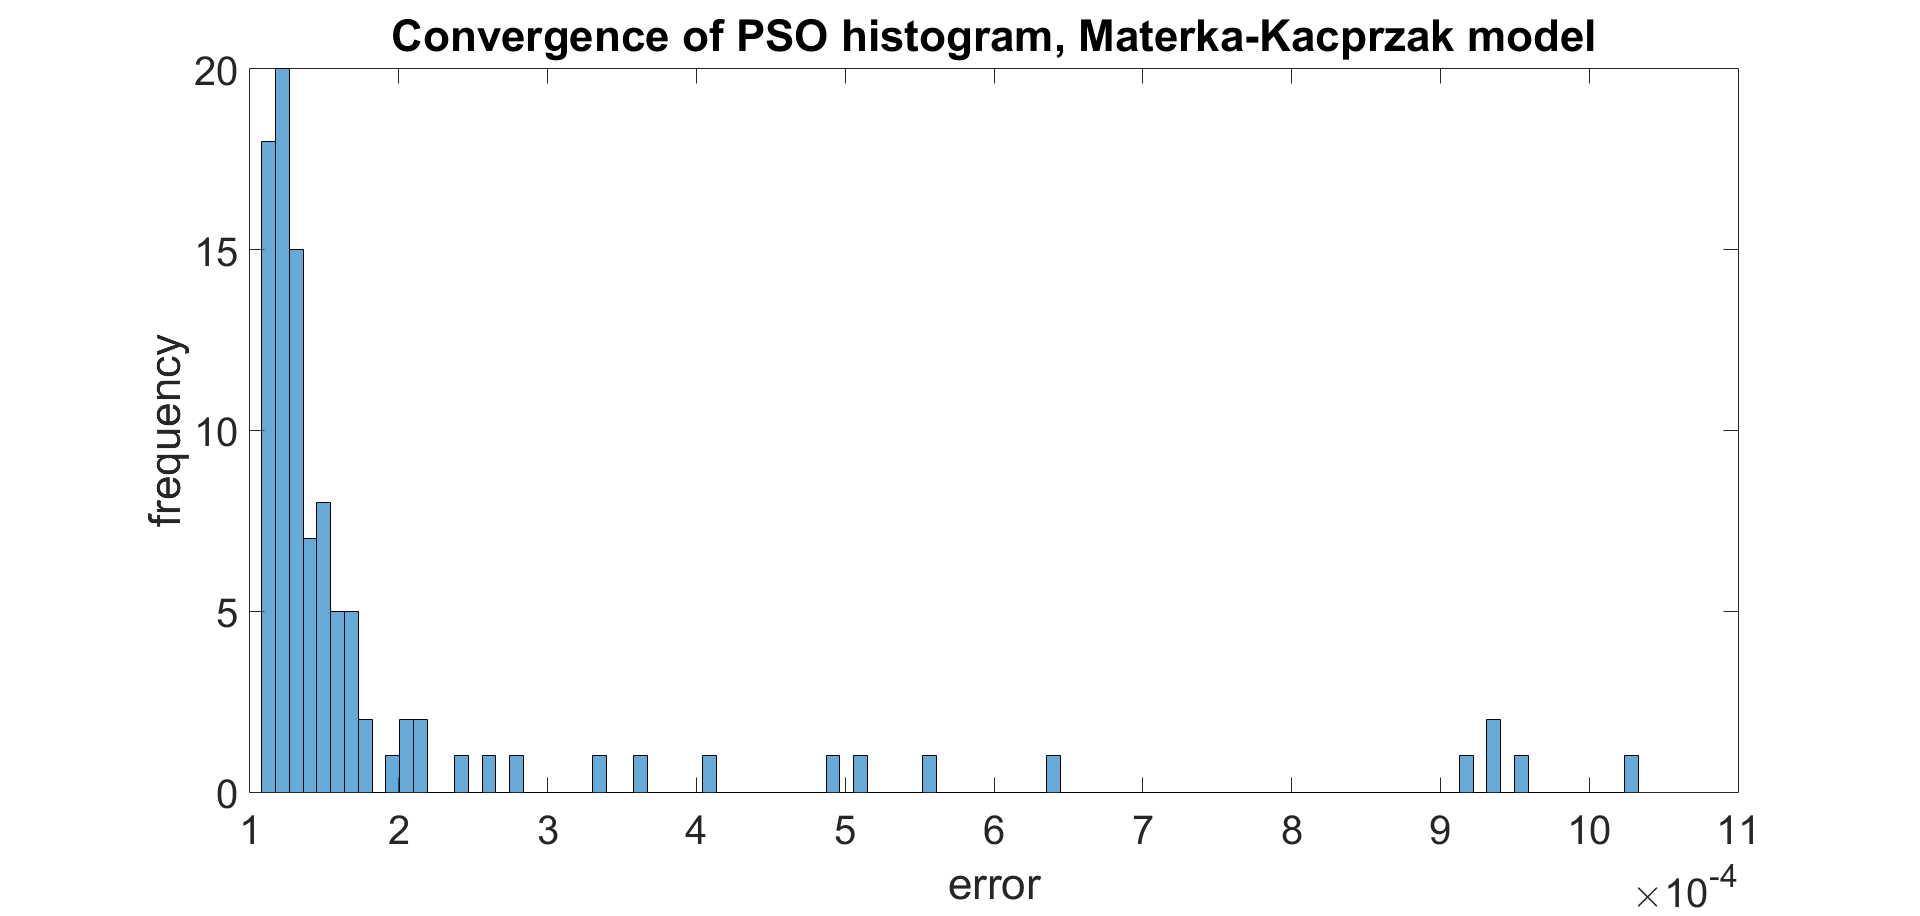 Convergence of PSO histogram, Materka-Kacprzak model
20
15
10
5
0
frequency
1 2 3 4 5 6 7 8 9 10 11
error
×10-4